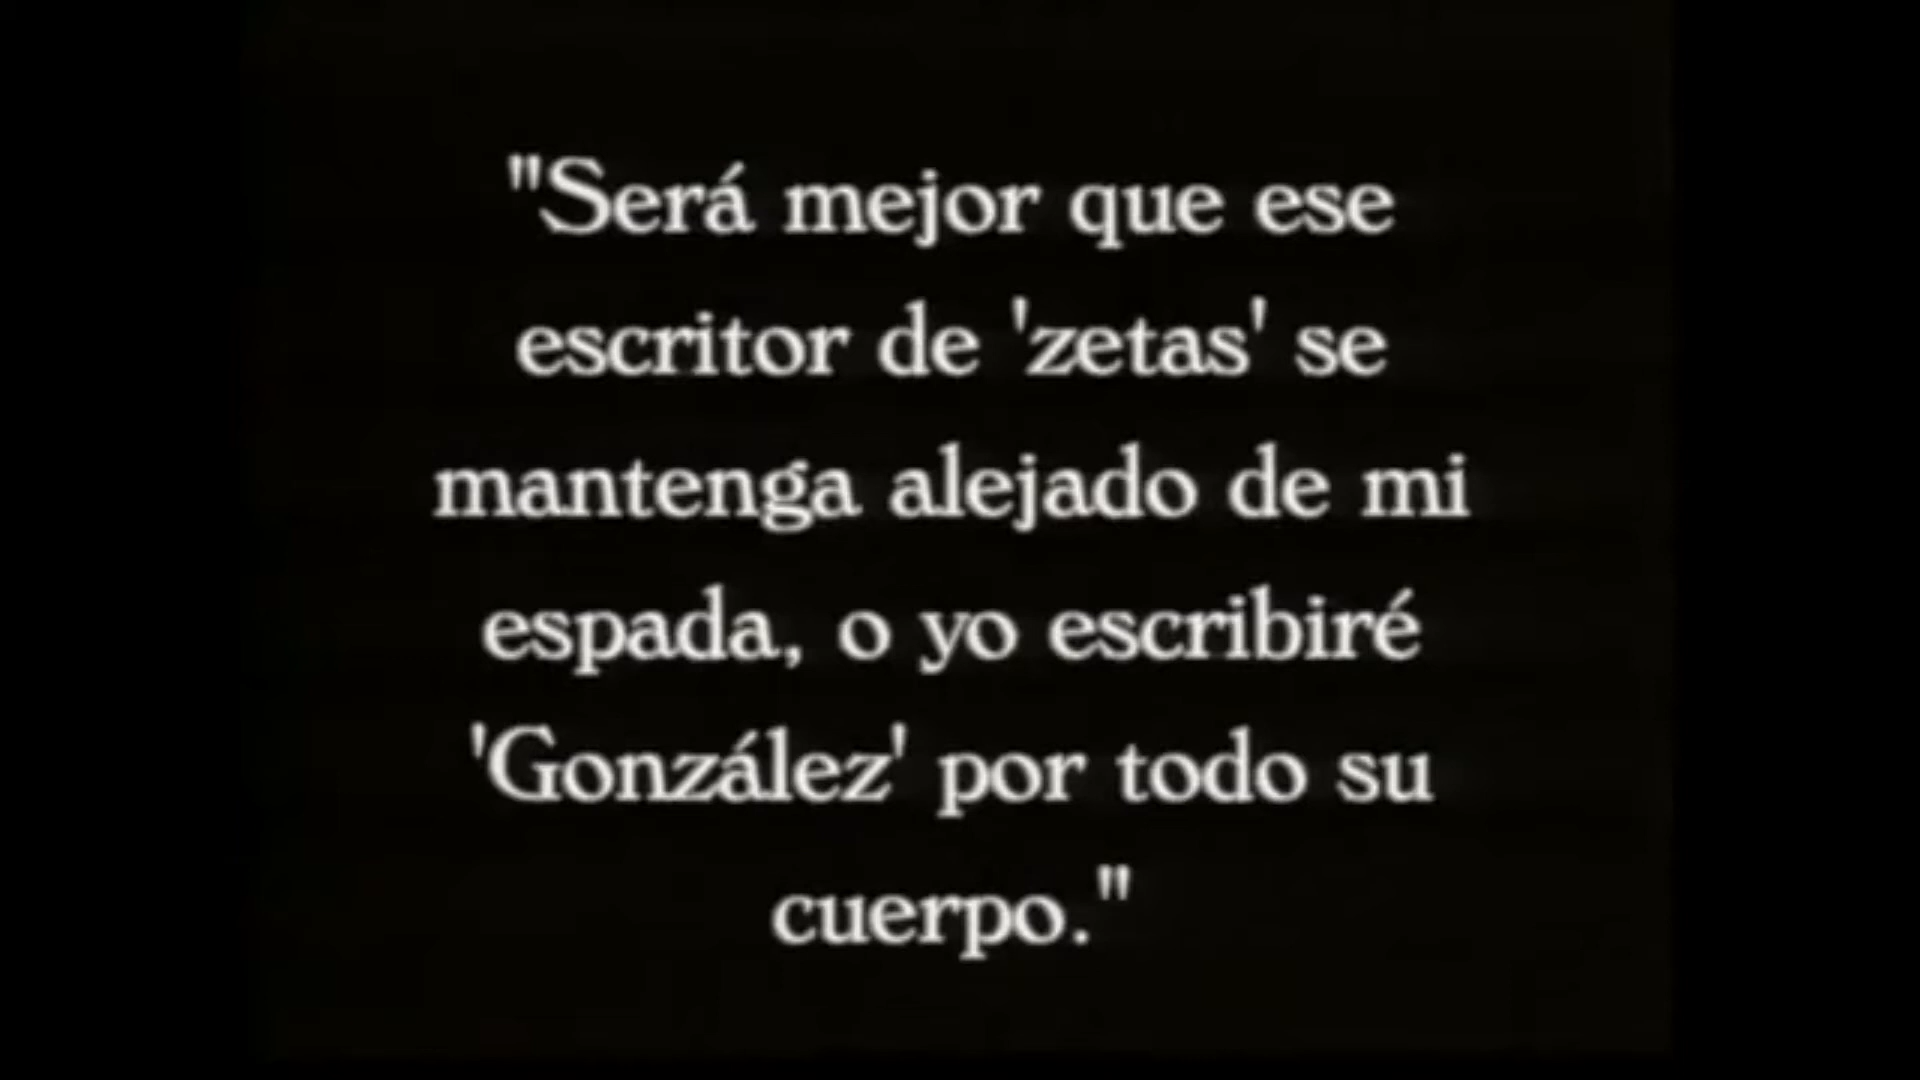 "Será mejor que ese
escritor de 'zetas' se
mantenga alejado de mi
espada, o yo escribiré
'González' por todo su
cuerpo."